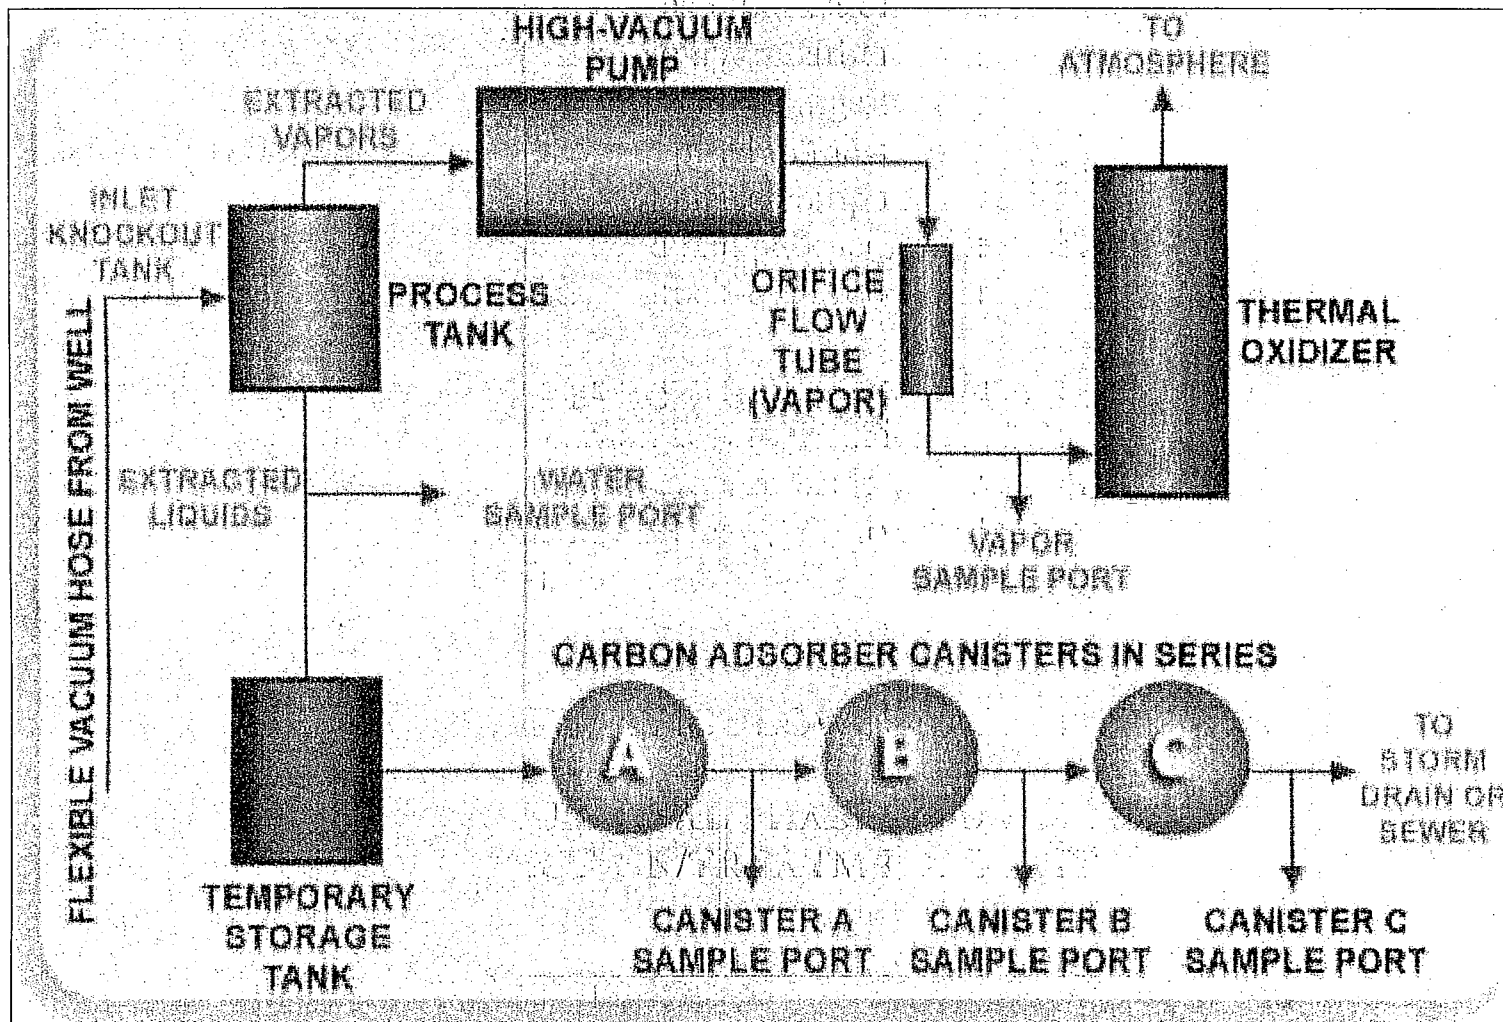 HIGH-VACUUM
PUMP
TO
ATMOSPHERE
EXTRACTED
VAPORS
INLET
KNOCKOUT
TANK
PROCESS
TANK
ORIFICE
FLOW
TUBE
(VAPOR)
THERMAL
OXIDIZER
FLEXIBLE VACUUM HOSE FROM WELL
EXTRACTED
LIQUIDS
WATER
SAMPLE PORT
VAPOR
SAMPLE PORT
CARBON ADSORBER CANISTERS IN SERIES
A
B
C
TO
STORM
DRAIN OR
SEWER
TEMPORARY
STORAGE
TANK
CANISTER A
SAMPLE PORT
CANISTER B
SAMPLE PORT
CANISTER C
SAMPLE PORT